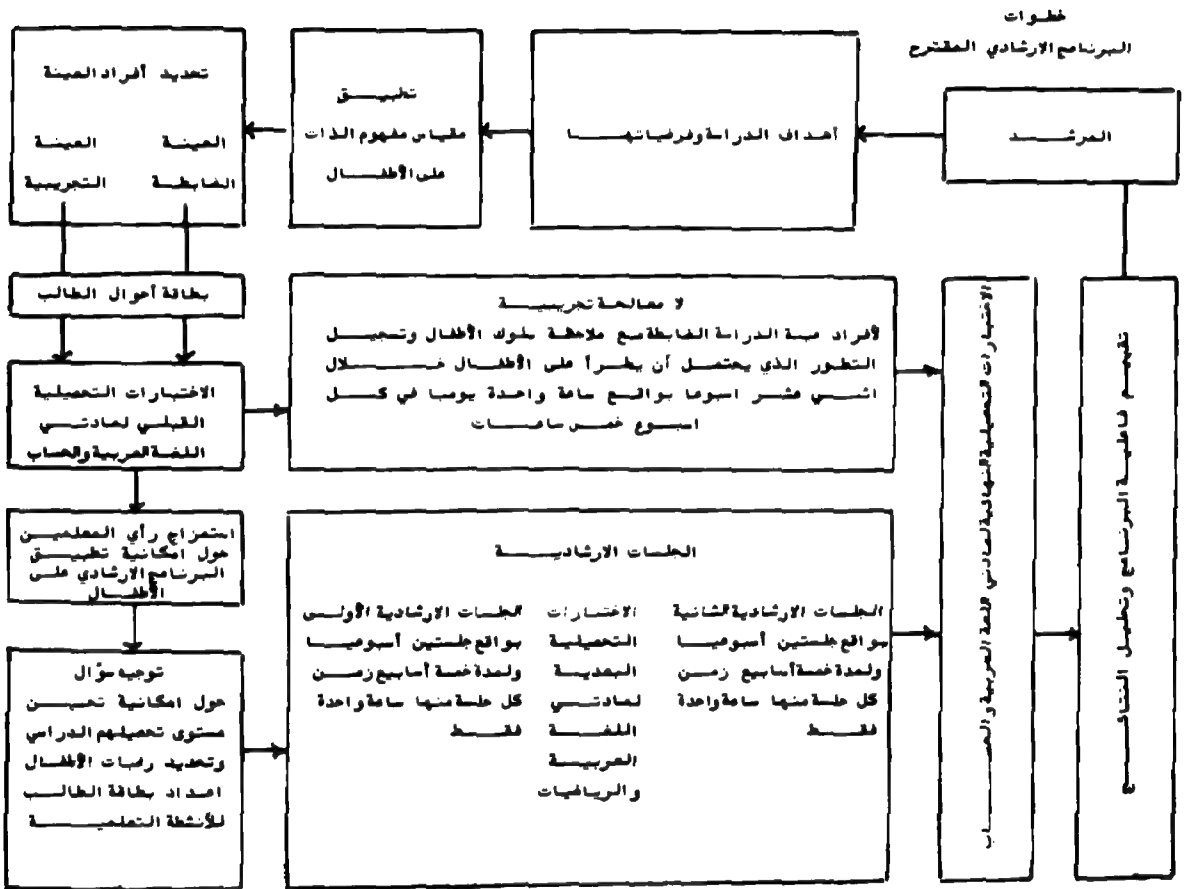 خطوات
البرنامج الارشادي المقترح
المرشد
أهداف الدراسة وفرضياتها
تطبيق
مقياس مفهوم الذات
على الأطفال
تحديد أفراد العينة
العينة العينة
الضابطة التجريبية
بطاقة أحوال الطالب
الاختبارات التحصيلية
القبلي لمادتي
اللغة العربية والحساب
لا معالجة تجريبية
لأفراد عينة الدراسة الضابطة مع ملاحظة سلوك الأطفال وتسجيل
التطور الذي يحتمل أن يطرأ على الأطفال خلال
اثني عشر اسبوعا بواقع ساعة واحدة يوميا في كل
اسبوع خمس ساعات
استمزاج رأي المعلمين
حول امكانية تطبيق
البرنامج الارشادي على
الأطفال
توجيه سؤال
حول امكانية تحسين
مستوى تحصيلهم الدراسي
وتحديد رغبات الأطفال
اعداد بطاقة الطالب
للأنشطة التعلمية
الجلسات الارشادية
الجلسات الارشادية الثانية
بواقع جلستين أسبوعيا
ولمدة خمسة أسابيع زمن
كل جلسة منها ساعة واحدة
فقط
الاختبارات
التحصيلية
البعدية
لمادتي
اللغة
العربية
والرياضيات
الجلسات الارشادية الأولى
بواقع جلستين أسبوعيا
ولمدة خمسة أسابيع زمن
كل جلسة منها ساعة واحدة
فقط
الاختبارات التحصيلية النهائية لمادتي اللغة العربية والحساب
تقييم فاعلية البرنامج وتحليل النتائج